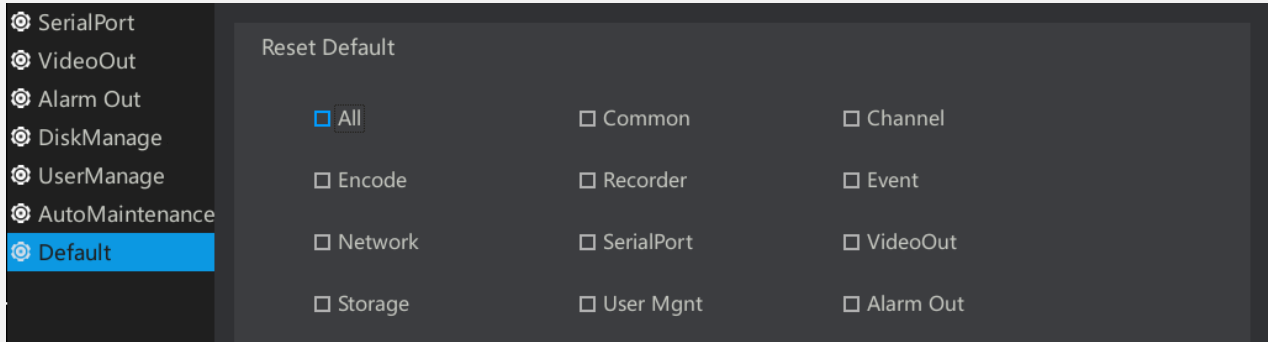 SerialPort
VideoOut
Alarm Out
DiskManage
UserManage
AutoMaintenance
Default
Reset Default
All Common Channel
Encode Recorder Event
Network SerialPort VideoOut
Storage User Mgnt Alarm Out